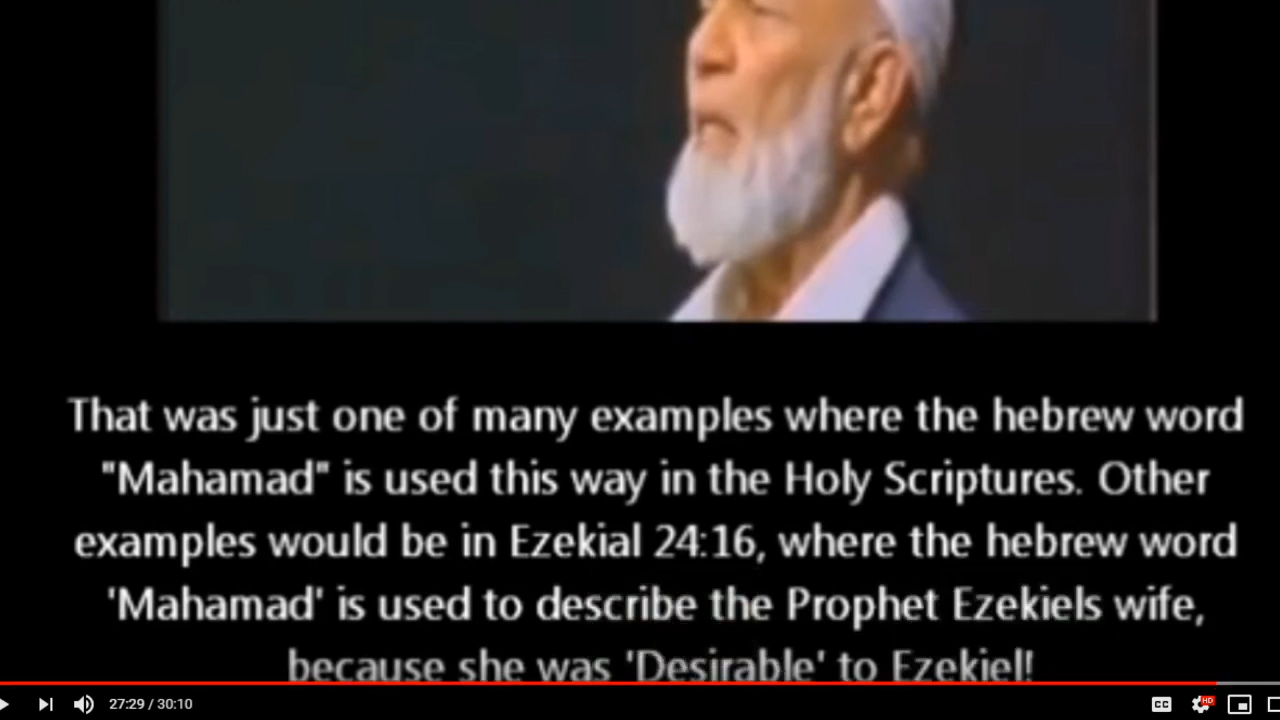 That was just one of many examples where the hebrew word
"Mahamad" is used this way in the Holy Scriptures. Other
examples would be in Ezekial 24:16, where the hebrew word
'Mahamad' is used to describe the Prophet Ezekiels wife,
because she was 'Desirable' to Ezekiel!
27:29 / 30:10 CC HD